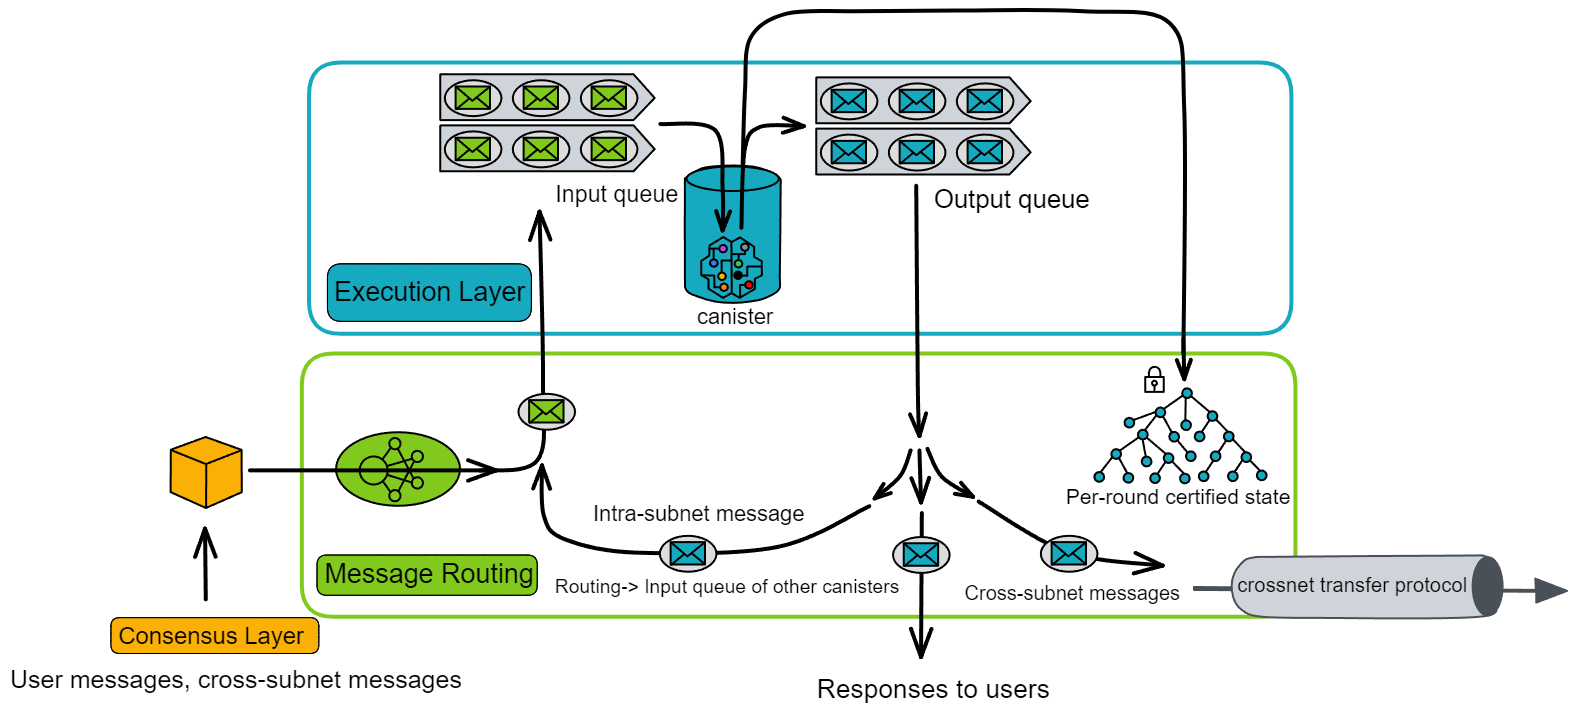 Input queue
Output queue
Execution Layer
canister
Per-round certified state
Intra-subnet message
Message Routing
Routing-> Input queue of other canisters
Cross-subnet messages
crossnet transfer protocol
Consensus Layer
User messages, cross-subnet messages
Responses to users